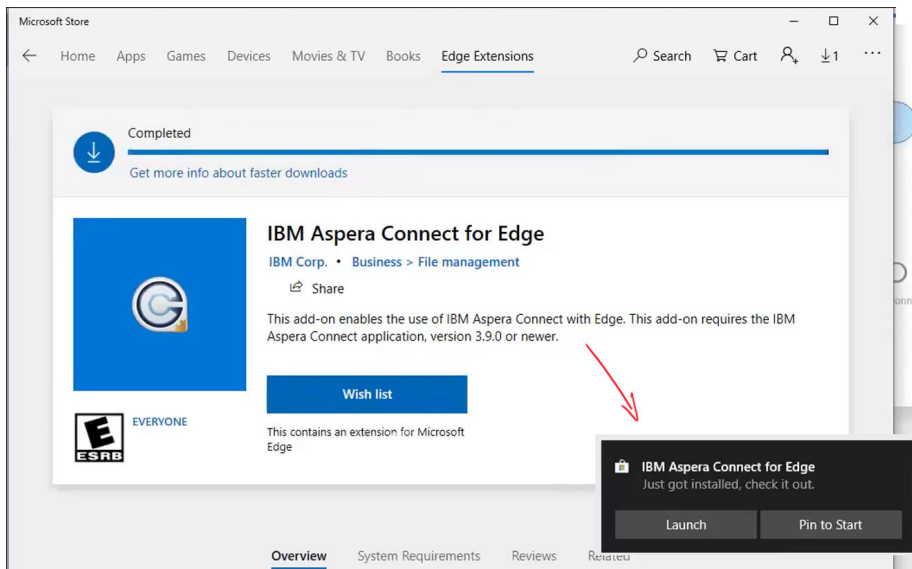 Microsoft Store
Home Apps Games Devices Movies & TV Books Edge Extensions Search Cart 1
Completed
Get more info about faster downloads
IBM Aspera Connect for Edge
IBM Corp. • Business > File management
Share
This add-on enables the use of IBM Aspera Connect with Edge. This add-on requires the IBM
Aspera Connect application, version 3.9.0 or newer.
Wish list
E
ESRB
EVERYONE
This contains an extension for Microsoft
Edge
IBM Aspera Connect for Edge
Just got installed, check it out.
Launch Pin to Start
Overview System Requirements Reviews Related